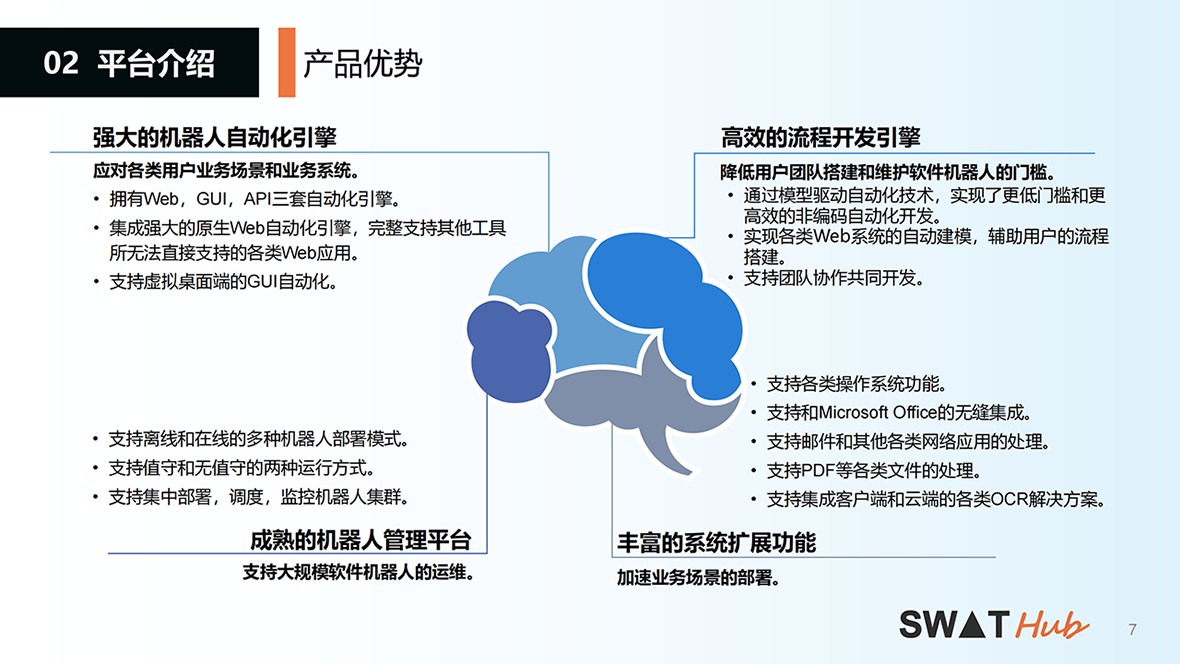 02 平台介绍
产品优势
强大的机器人自动化引擎
应对各类用户业务场景和业务系统。
• 拥有Web，GUI，API三套自动化引擎。
• 集成强大的原生Web自动化引擎，完整支持其他工具
所无法直接支持的各类Web应用。
• 支持虚拟桌面端的GUI自动化。
高效的流程开发引擎
降低用户团队搭建和维护软件机器人的门槛。
• 通过模型驱动自动化技术，实现了更低门槛和更
高效的非编码自动化开发。
• 实现各类Web系统的自动建模，辅助用户的流程
搭建。
• 支持团队协作共同开发。
• 支持离线和在线的多种机器人部署模式。
• 支持值守和无值守的两种运行方式。
• 支持集中部署，调度，监控机器人集群。
成熟的机器人管理平台
支持大规模软件机器人的运维。
• 支持各类操作系统功能。
• 支持和Microsoft Office的无缝集成。
• 支持邮件和其他各类网络应用的处理。
• 支持PDF等各类文件的处理。
• 支持集成客户端和云端的各类OCR解决方案。
丰富的系统扩展功能
加速业务场景的部署。
SWAT Hub
7